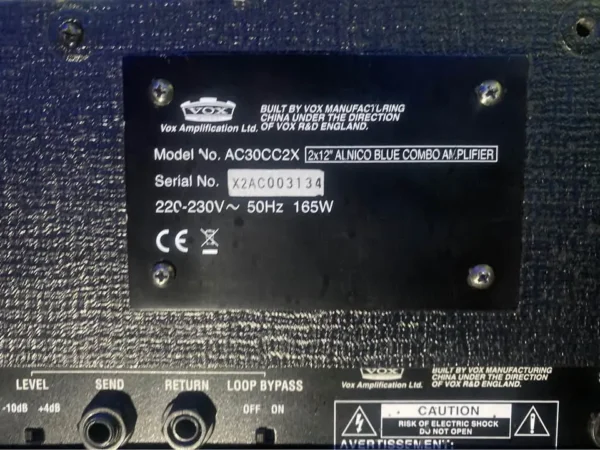 VOX
BUILT BY VOX MANUFACTURING
CHINA UNDER THE DIRECTION
OF VOX R&D ENGLAND.
Vox Amplification Ltd.
Model No. AC30CC2X 2x12" ALNICO BLUE COMBO AMPLIFIER
Serial No. X2AC003134
220-230V~ 50Hz 165W
CE
LEVEL SEND RETURN LOOP BYPASS
-10dB +4dB OFF ON
VOX
BUILT BY VOX MANUFACTURING
CHINA UNDER THE DIRECTION
OF VOX R&D ENGLAND.
Vox Amplification Ltd.
CAUTION
RISK OF ELECTRIC SHOCK
DO NOT OPEN
AVERTISSEMENT: